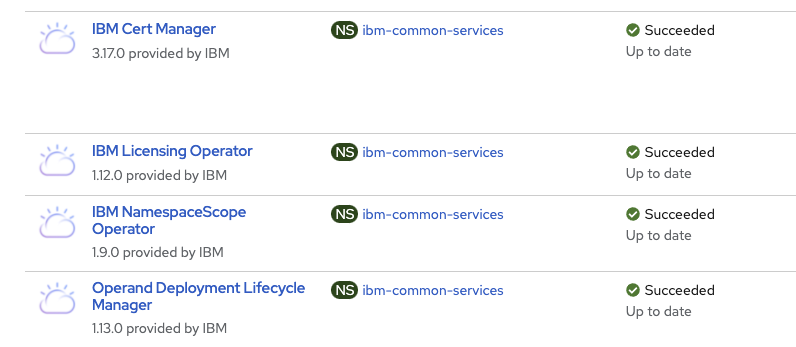 IBM Cert Manager
3.17.0 provided by IBM
NS ibm-common-services
Succeeded
Up to date
IBM Licensing Operator
1.12.0 provided by IBM
NS ibm-common-services
Succeeded
Up to date
IBM NamespaceScope
Operator
1.9.0 provided by IBM
NS ibm-common-services
Succeeded
Up to date
Operand Deployment Lifecycle
Manager
1.13.0 provided by IBM
NS ibm-common-services
Succeeded
Up to date